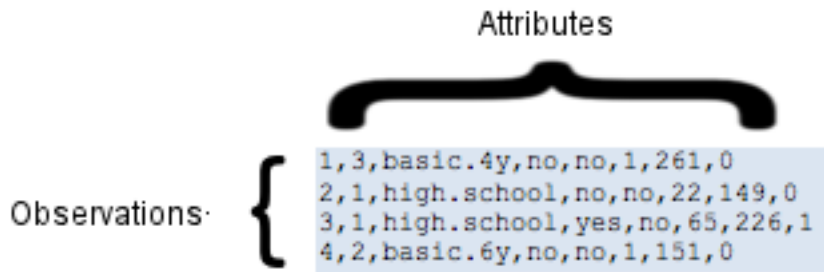 Attributes
1,3,basic.4y,no,no,1,261,0
2,1,high.school,no,no,22,149,0
3,1,high.school,yes,no,65,226,1
Observations
4,2,basic.6y,no,no,1,151,0